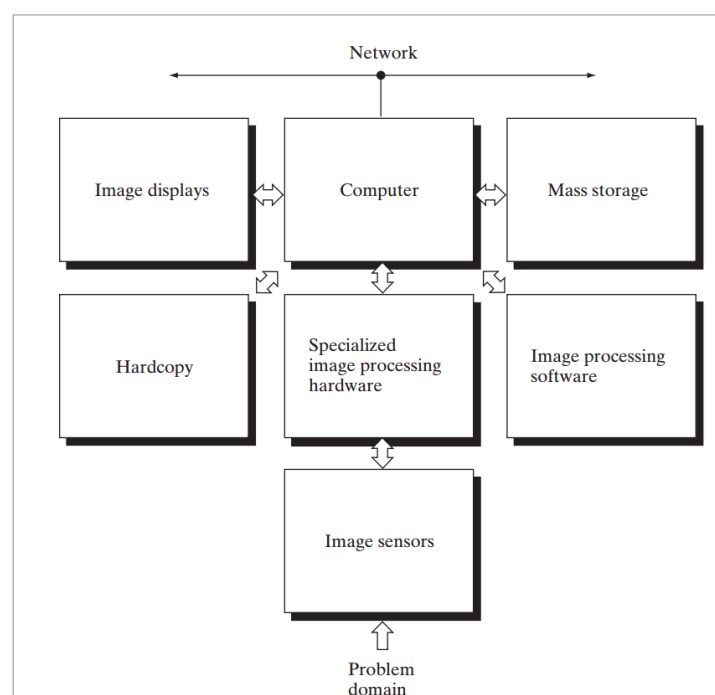 Network
Image displays
Computer
Mass storage
Hardcopy
Specialized
image processing
hardware
Image processing
software
Image sensors
Problem
domain